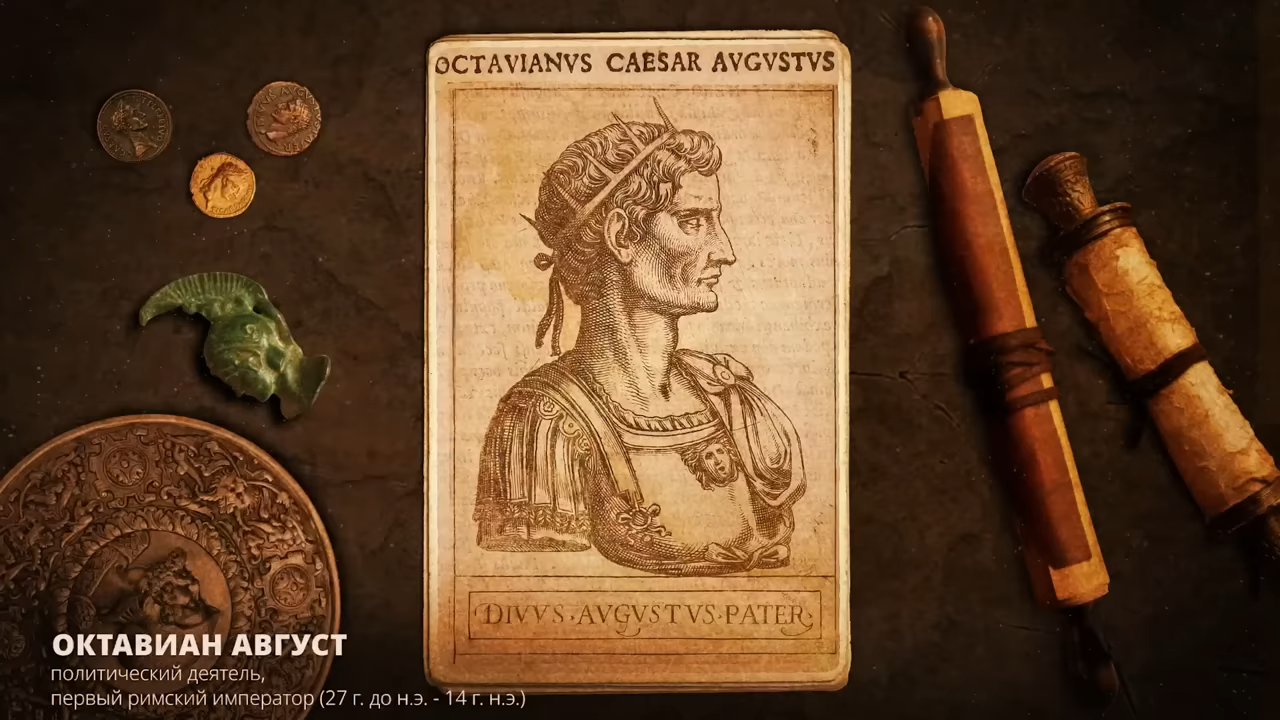 OCTAVIANVS CAESAR AVGVSTVS
DIVVS·AVGVSTVS·PATER·
ОКТАВИАН АВГУСТ
политический деятель,
первый римский император (27 г. до н.э. - 14 г. н.э.)